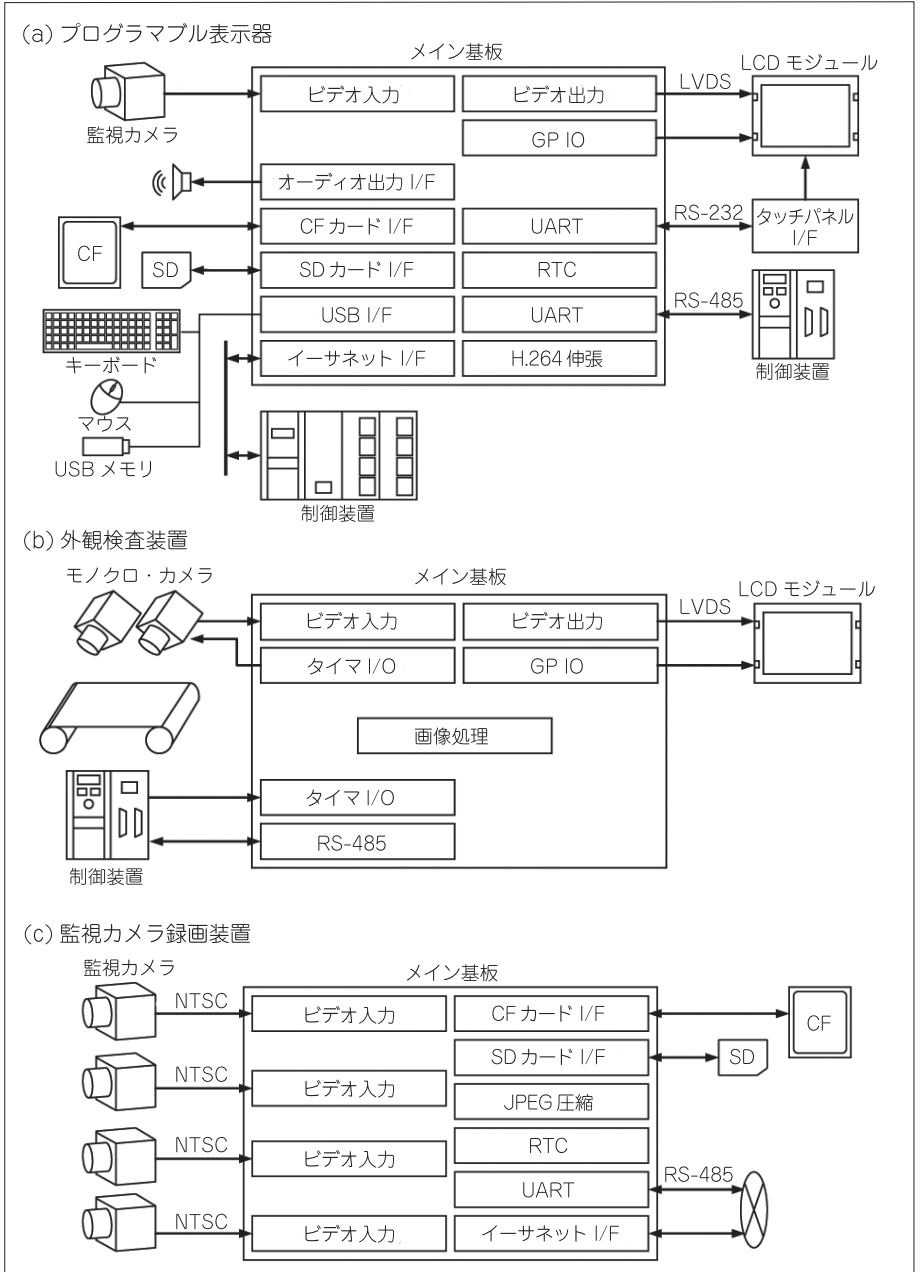 (a) プログラマブル表示器
メイン基板
監視カメラ
ビデオ入力
ビデオ出力
LVDS
LCD モジュール
GP IO
オーディオ出力 I/F
CF
CF カード I/F
UART
RS-232
タッチパネル
I/F
SD
SD カード I/F
RTC
USB I/F
UART
RS-485
制御装置
キーボード
イーサネット I/F
H.264 伸張
マウス
USB メモリ
制御装置
(b) 外観検査装置
モノクロ・カメラ
メイン基板
LCD モジュール
ビデオ入力
ビデオ出力
LVDS
タイマ I/O
GP IO
画像処理
タイマ I/O
RS-485
制御装置
(c) 監視カメラ録画装置
監視カメラ
メイン基板
NTSC
ビデオ入力
CF カード I/F
CF
SD カード I/F
SD
NTSC
ビデオ入力
JPEG 圧縮
NTSC
ビデオ入力
RTC
UART
RS-485
NTSC
ビデオ入力
イーサネット I/F